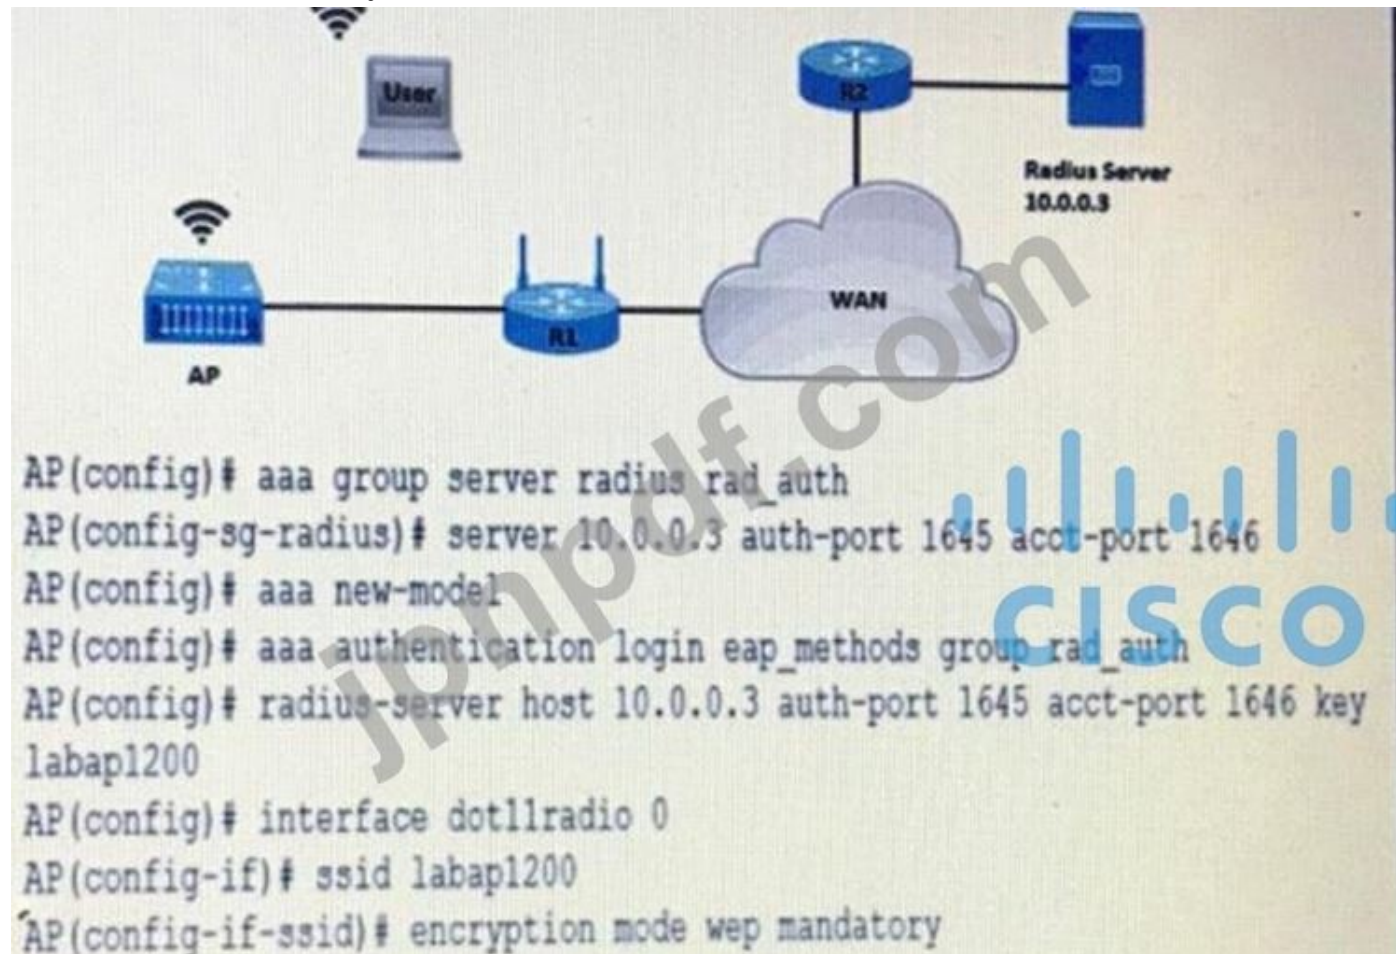 User
R2
Radius Server
10.0.0.3
WAN
R1
AP
jpnpdf.com
CISCO
AP(config)# aaa group server radius rad_auth
AP(config-sg-radius)# server 10.0.0.3 auth-port 1645 acct-port 1646
AP(config)# aaa new-model
AP(config)# aaa authentication login eap_methods group rad_auth
AP(config)# radius-server host 10.0.0.3 auth-port 1645 acct-port 1646 key
labap1200
AP(config)# interface dot11radio 0
AP(config-if)# ssid labap1200
AP(config-if-ssid)# encryption mode wep mandatory